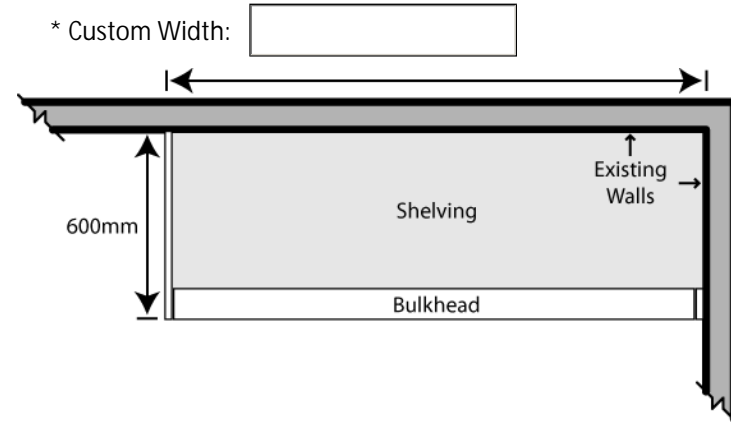 * Custom Width:
Existing
Walls
600mm
Shelving
Bulkhead